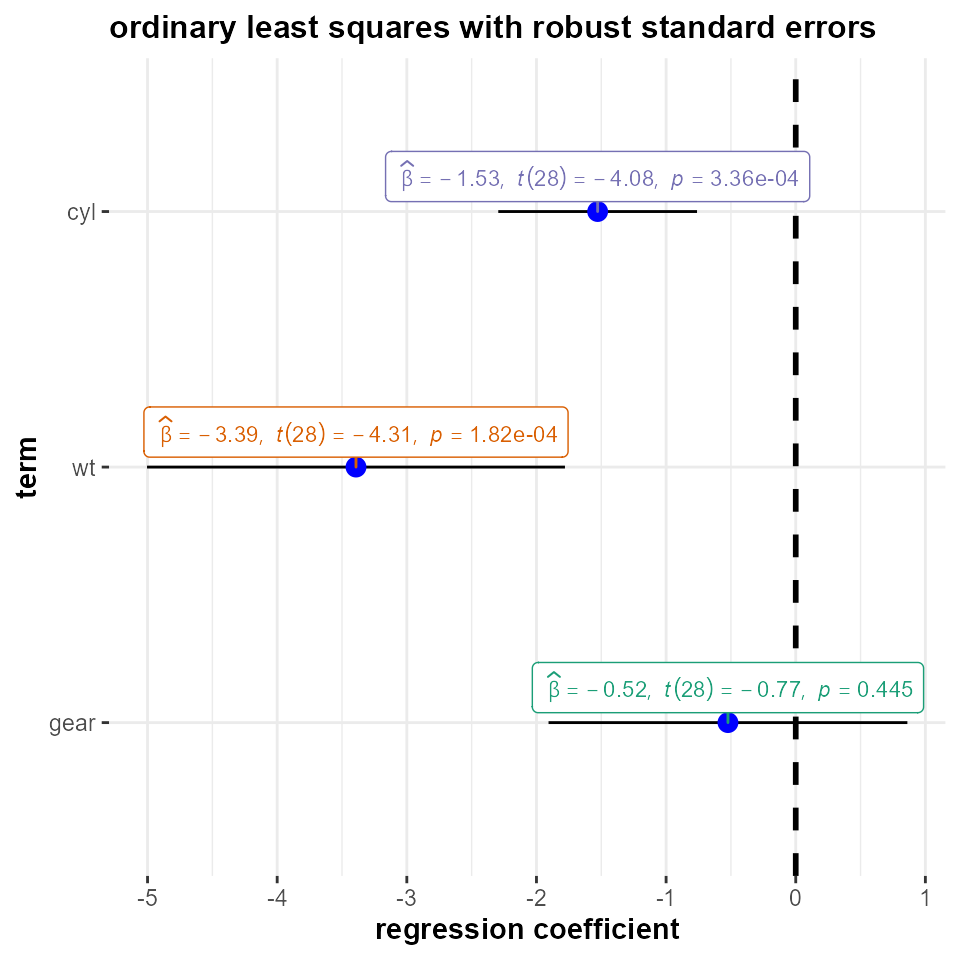 ordinary least squares with robust standard errors
β̂ = − 1.53, t(28) = −4.08, p = 3.36e-04
cyl
β̂ = − 3.39, t(28) = −4.31, p = 1.82e-04
wt
term
β̂ = − 0.52, t(28) = −0.77, p = 0.445
gear
-5 -4 -3 -2 -1 0 1
regression coefficient